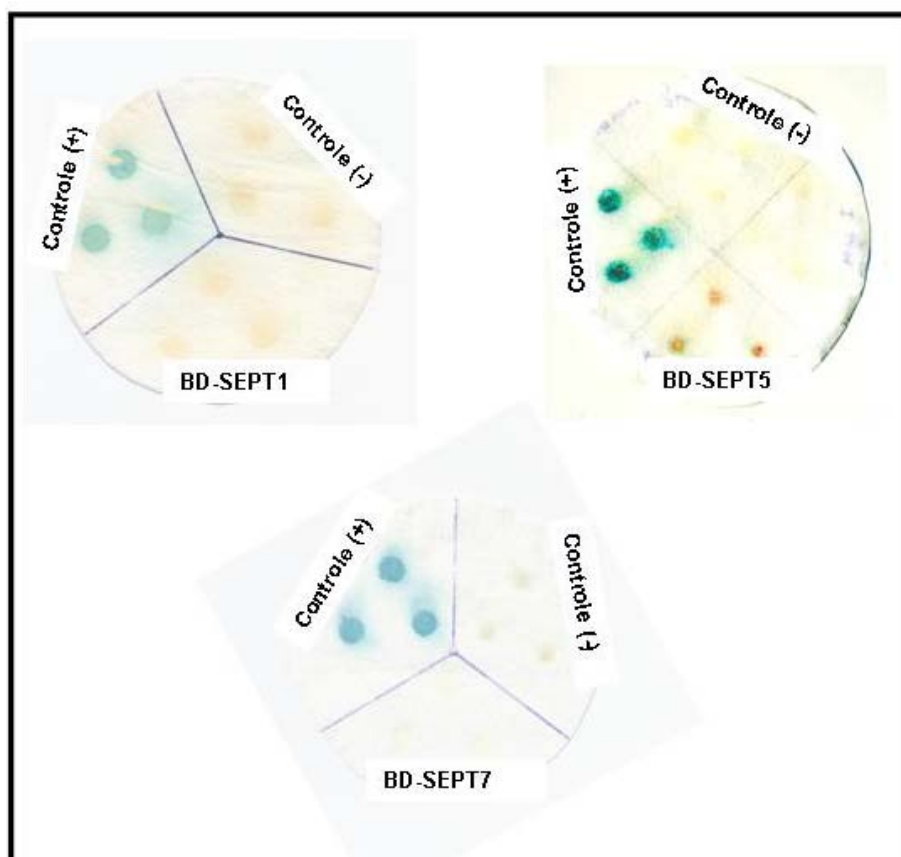 Controle (+)
Controle (-)
BD-SEPT1
Controle (-)
Controle (+)
BD-SEPT5
Controle (+)
Controle (-)
BD-SEPT7